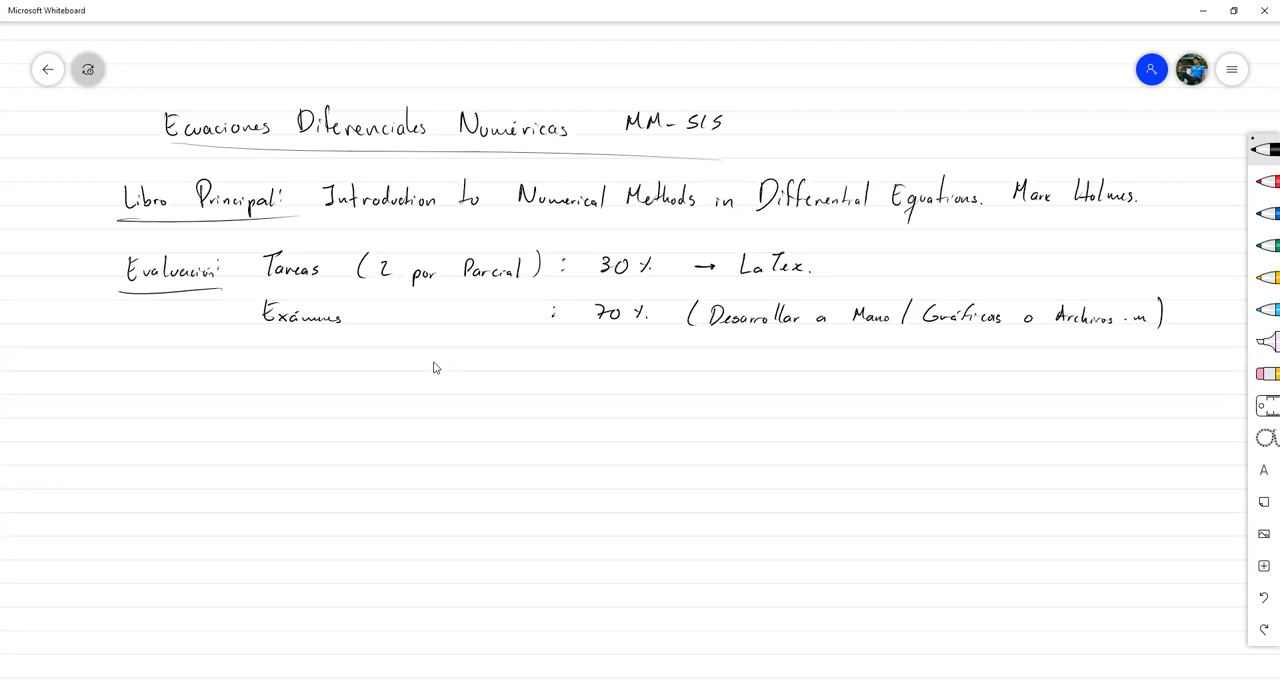 Microsoft Whiteboard
Ecuaciones Diferenciales Numéricas MM-515
Libro Principal: Introduction to Numerical Methods in Differential Equations. Mark Holmes.
Evaluación: Tareas (2 por Parcial) : 30 % → LaTex.
Exámenes : 70 %. (Desarrollar a Mano / Gráficas o Archivos .m)